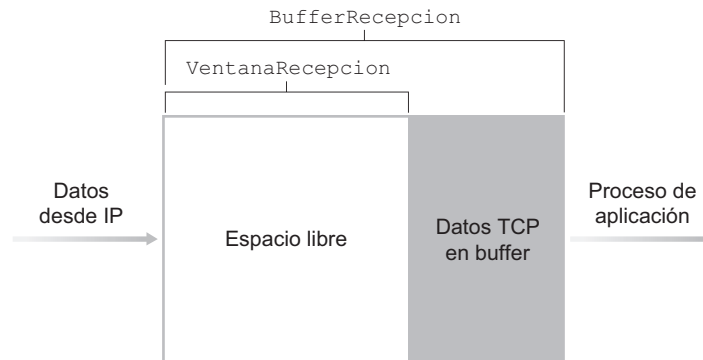 BufferRecepcion
VentanaRecepcion
Datos
desde IP
Espacio libre
Datos TCP
en buffer
Proceso de
aplicación